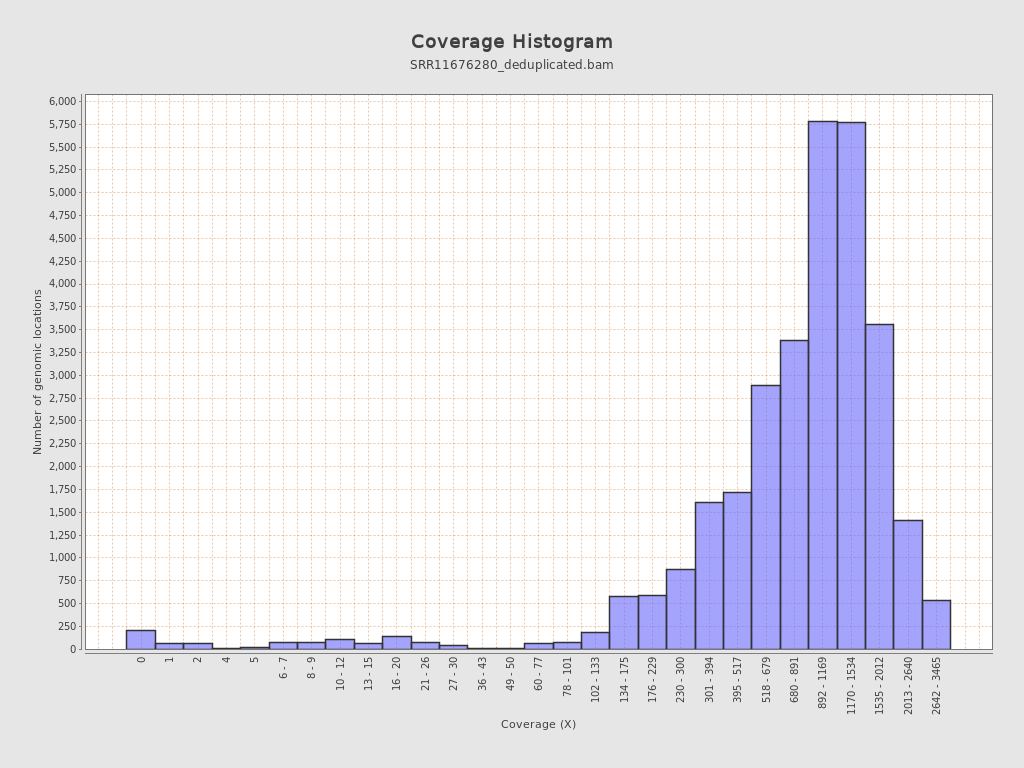 Coverage Histogram
SRR11676280_deduplicated.bam
Number of genomic locations
6,000
5,750
5,500
5,250
5,000
4,750
4,500
4,250
4,000
3,750
3,500
3,250
3,000
2,750
2,500
2,250
2,000
1,750
1,500
1,250
1,000
750
500
250
0
0
1
2
4
5
6 - 7
8 - 9
10 - 12
13 - 15
16 - 20
21 - 26
27 - 30
36 - 43
49 - 50
60 - 77
78 - 101
102 - 133
134 - 175
176 - 229
230 - 300
301 - 394
395 - 517
518 - 679
680 - 891
892 - 1169
1170 - 1534
1535 - 2012
2013 - 2640
2642 - 3465
Coverage (X)